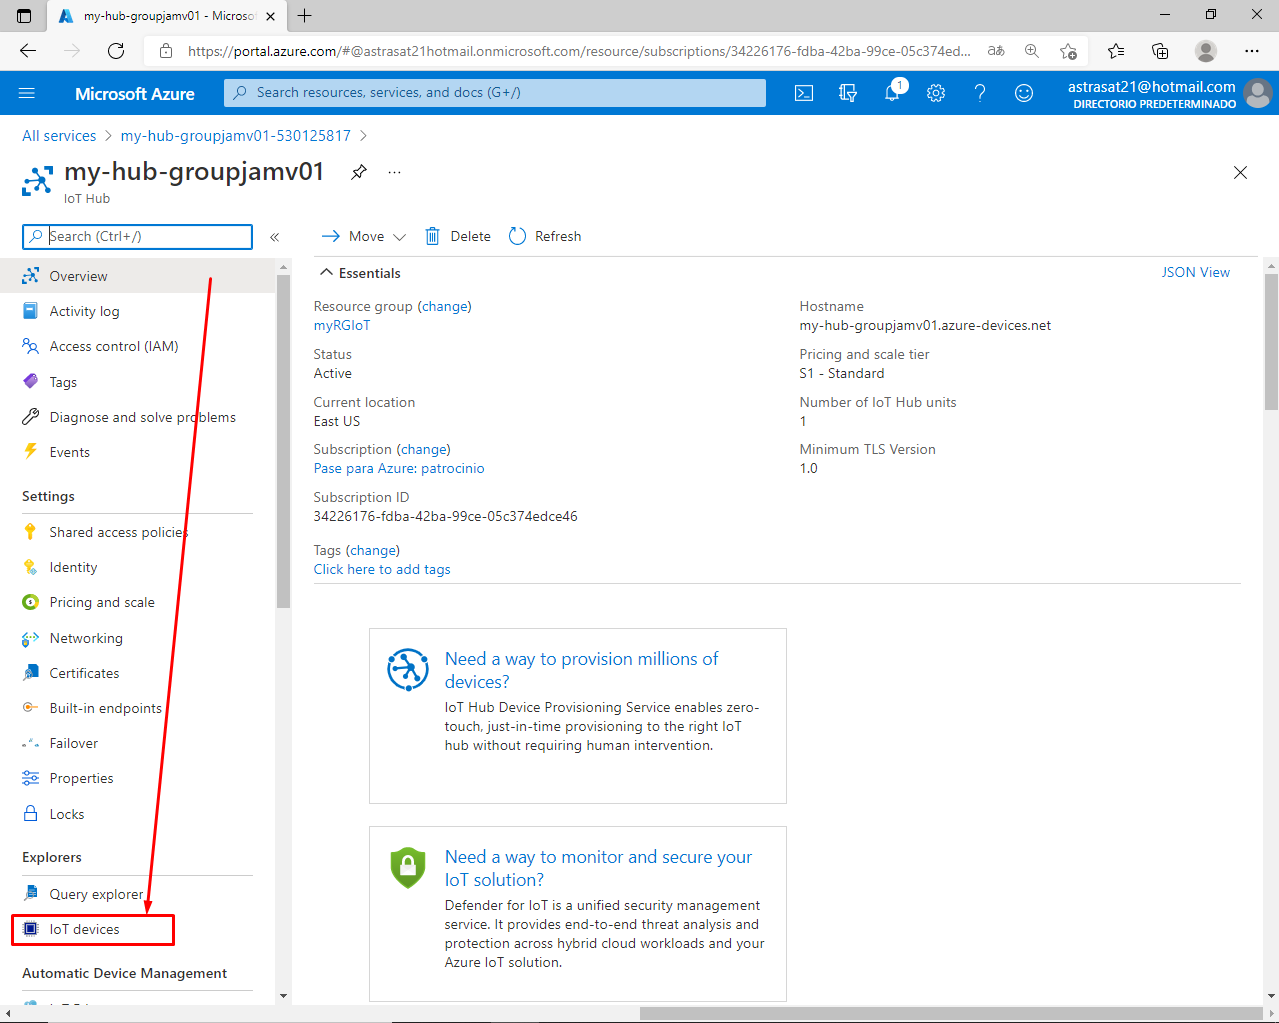 my-hub-groupjamv01 - Microso
https://portal.azure.com/#@astrasat21hotmail.onmicrosoft.com/resource/subscriptions/34226176-fdba-42ba-99ce-05c374ed...
aあ
Microsoft Azure
Search resources, services, and docs (G+/)
1
astrasat21@hotmail.com
DIRECTORIO PREDETERMINADO
All services > my-hub-groupjamv01-530125817 >
my-hub-groupjamv01
...
IoT Hub
Search (Ctrl+/)
«
Move
Delete
Refresh
Overview
Activity log
Access control (IAM)
Tags
Diagnose and solve problems
Events
Settings
Shared access policies
Identity
Pricing and scale
Networking
Certificates
Built-in endpoints
Failover
Properties
Locks
Explorers
Query explorer
IoT devices
Automatic Device Management
Essentials
JSON View
Resource group (change)
myRGIoT
Status
Active
Current location
East US
Subscription (change)
Pase para Azure: patrocinio
Subscription ID
34226176-fdba-42ba-99ce-05c374edce46
Tags (change)
Click here to add tags
Hostname
my-hub-groupjamv01.azure-devices.net
Pricing and scale tier
S1 - Standard
Number of IoT Hub units
1
Minimum TLS Version
1.0
Need a way to provision millions of
devices?
IoT Hub Device Provisioning Service enables zero-
touch, just-in-time provisioning to the right IoT
hub without requiring human intervention.
Need a way to monitor and secure your
IoT solution?
Defender for IoT is a unified security management
service. It provides end-to-end threat analysis and
protection across hybrid cloud workloads and your
Azure IoT solution.